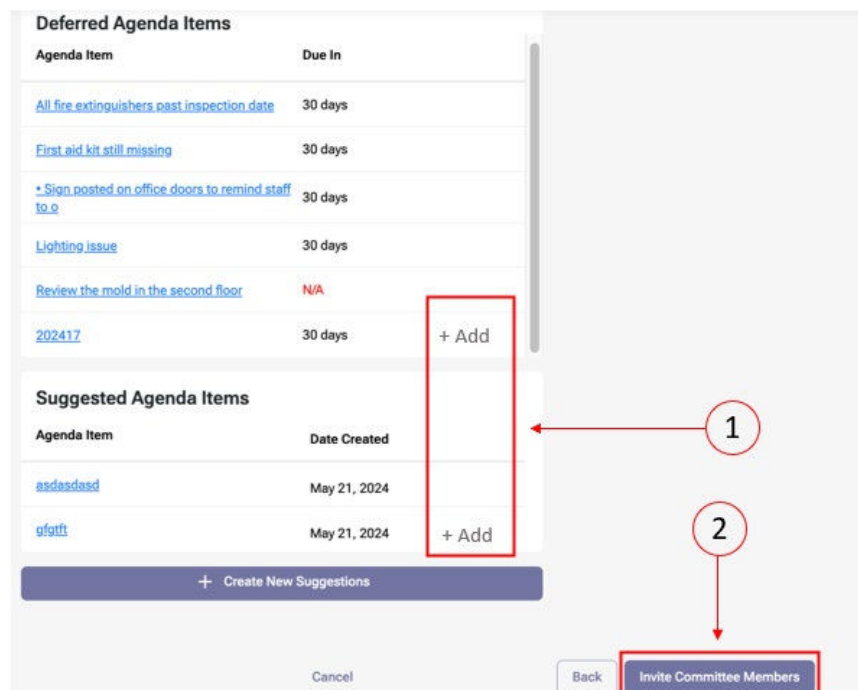 Deferred Agenda Items
Agenda Item Due In
All fire extinguishers past inspection date 30 days
First aid kit still missing 30 days
• Sign posted on office doors to remind staff
to o 30 days
Lighting issue 30 days
Review the mold in the second floor N/A
202417 30 days + Add
Suggested Agenda Items
Agenda Item Date Created
1
asdasdasd May 21, 2024
gfgtft May 21, 2024 + Add
2
+ Create New Suggestions
Cancel Back Invite Committee Members